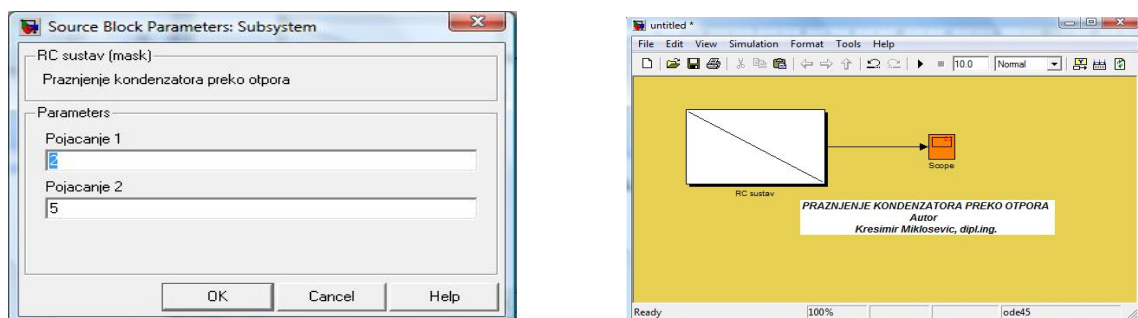 Source Block Parameters: Subsystem
RC sustav (mask)
Praznjenje kondenzatora preko otpora
Parameters
Pojacanje 1
2
Pojacanje 2
5
OK Cancel Help
untitled *
File Edit View Simulation Format Tools Help
10.0 Normal
Scope
RC sustav
PRAZNJENJE KONDENZATORA PREKO OTPORA
Autor
Kresimir Miklosevic, dipl.ing.
Ready 100% ode45